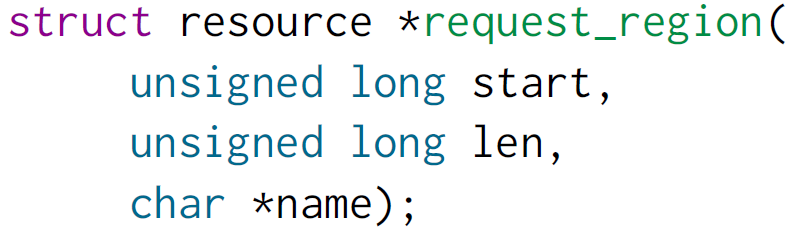 struct resource *request_region(
unsigned long start,
unsigned long len,
char *name);